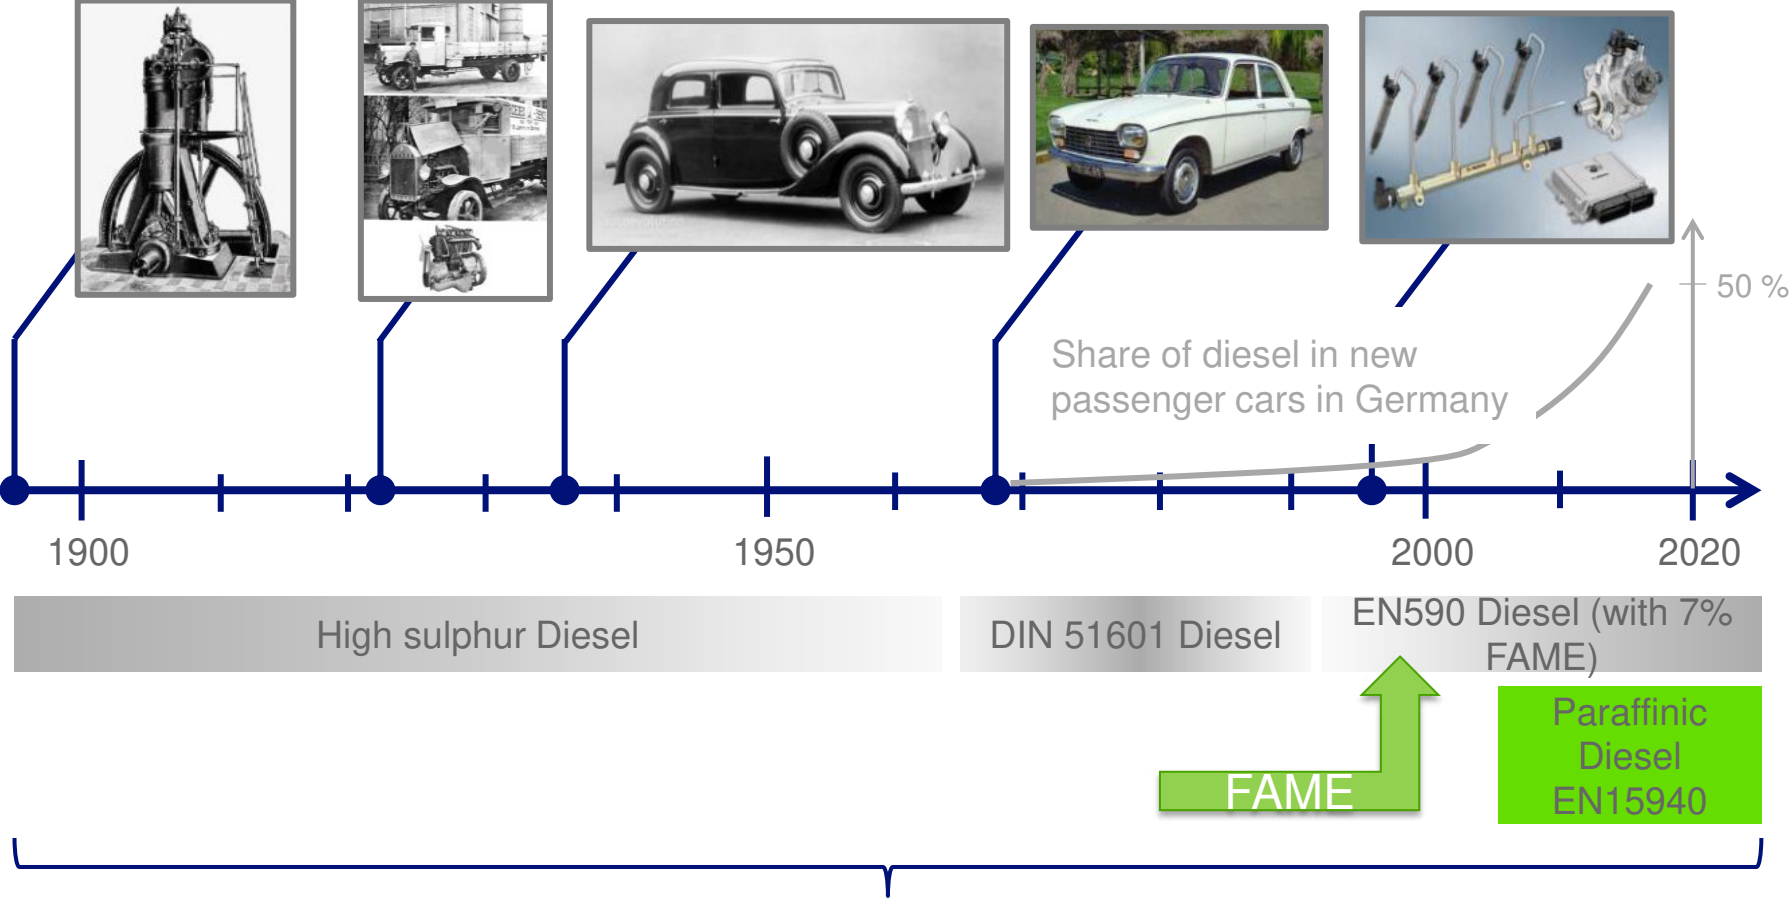 50 %
Share of diesel in new
passenger cars in Germany
1900
1950
2000
2020
High sulphur Diesel
DIN 51601 Diesel
EN590 Diesel (with 7%
FAME)
Paraffinic
Diesel
EN15940
FAME